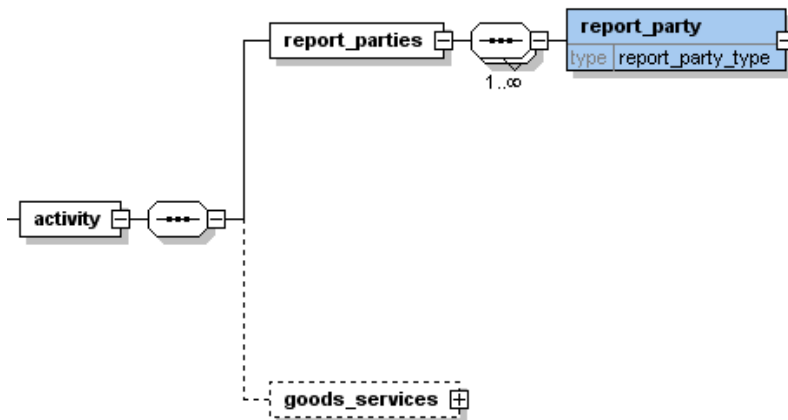 report_parties
report_party
type report_party_type
1..∞
activity
goods_services